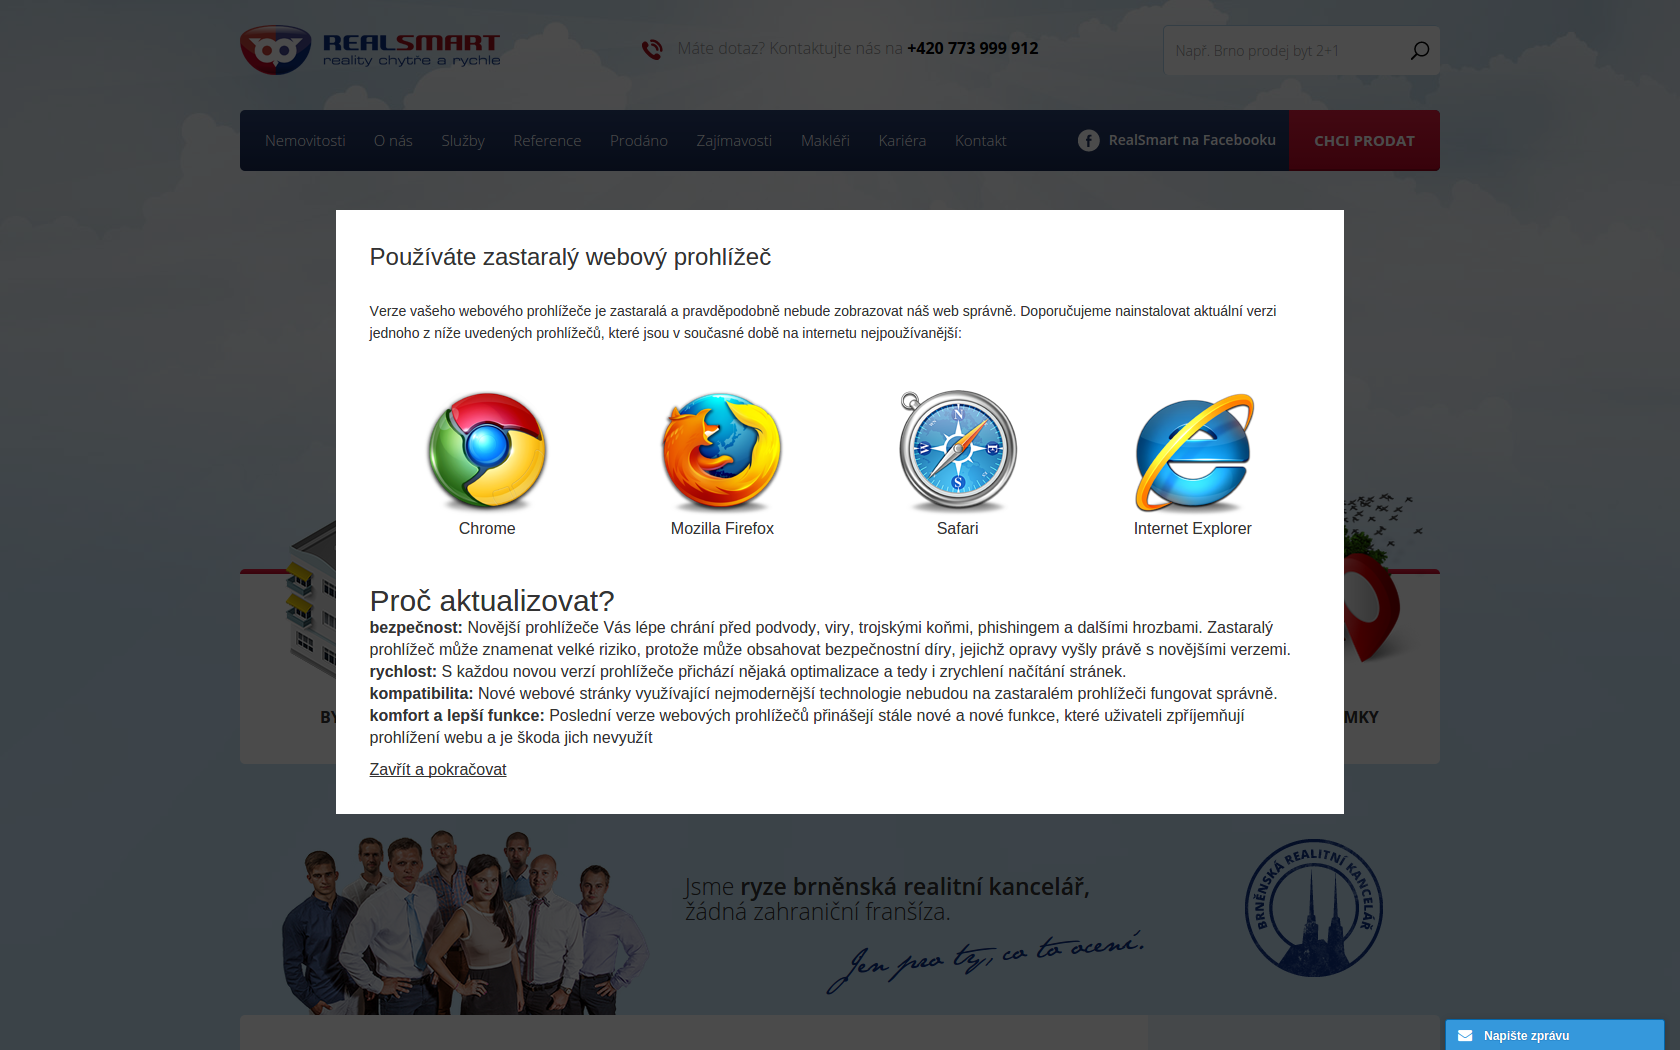 REALSMART
reality chytře a rychle
Máte dotaz? Kontaktujte nás na +420 773 999 912
Např. Brno prodej byt 2+1
Nemovitosti O nás Služby Reference Prodáno Zajímavosti Makléři Kariéra Kontakt
RealSmart na Facebooku
CHCI PRODAT
Používáte zastaralý webový prohlížeč
Verze vašeho webového prohlížeče je zastaralá a pravděpodobně nebude zobrazovat náš web správně. Doporučujeme nainstalovat aktuální verzi
jednoho z níže uvedených prohlížečů, které jsou v současné době na internetu nejpoužívanější:
N
W
E
S
Chrome Mozilla Firefox Safari Internet Explorer
Proč aktualizovat?
bezpečnost: Novější prohlížeče Vás lépe chrání před podvody, viry, trojskými koňmi, phishingem a dalšími hrozbami. Zastaralý
prohlížeč může znamenat velké riziko, protože může obsahovat bezpečnostní díry, jejichž opravy vyšly právě s novějšími verzemi.
rychlost: S každou novou verzí prohlížeče přichází nějaká optimalizace a tedy i zrychlení načítání stránek.
kompatibilita: Nové webové stránky využívající nejmodernější technologie nebudou na zastaralém prohlížeči fungovat správně.
komfort a lepší funkce: Poslední verze webových prohlížečů přinášejí stále nové a nové funkce, které uživateli zpříjemňují
prohlížení webu a je škoda jich nevyužít
Zavřít a pokračovat
BY
MKY
Jsme ryze brněnská realitní kancelář,
žádná zahraniční franšíza.
Jen pro ty, co to ocení.
BRNĚNSKÁ REALITNÍ KANCELÁŘ
Napište zprávu